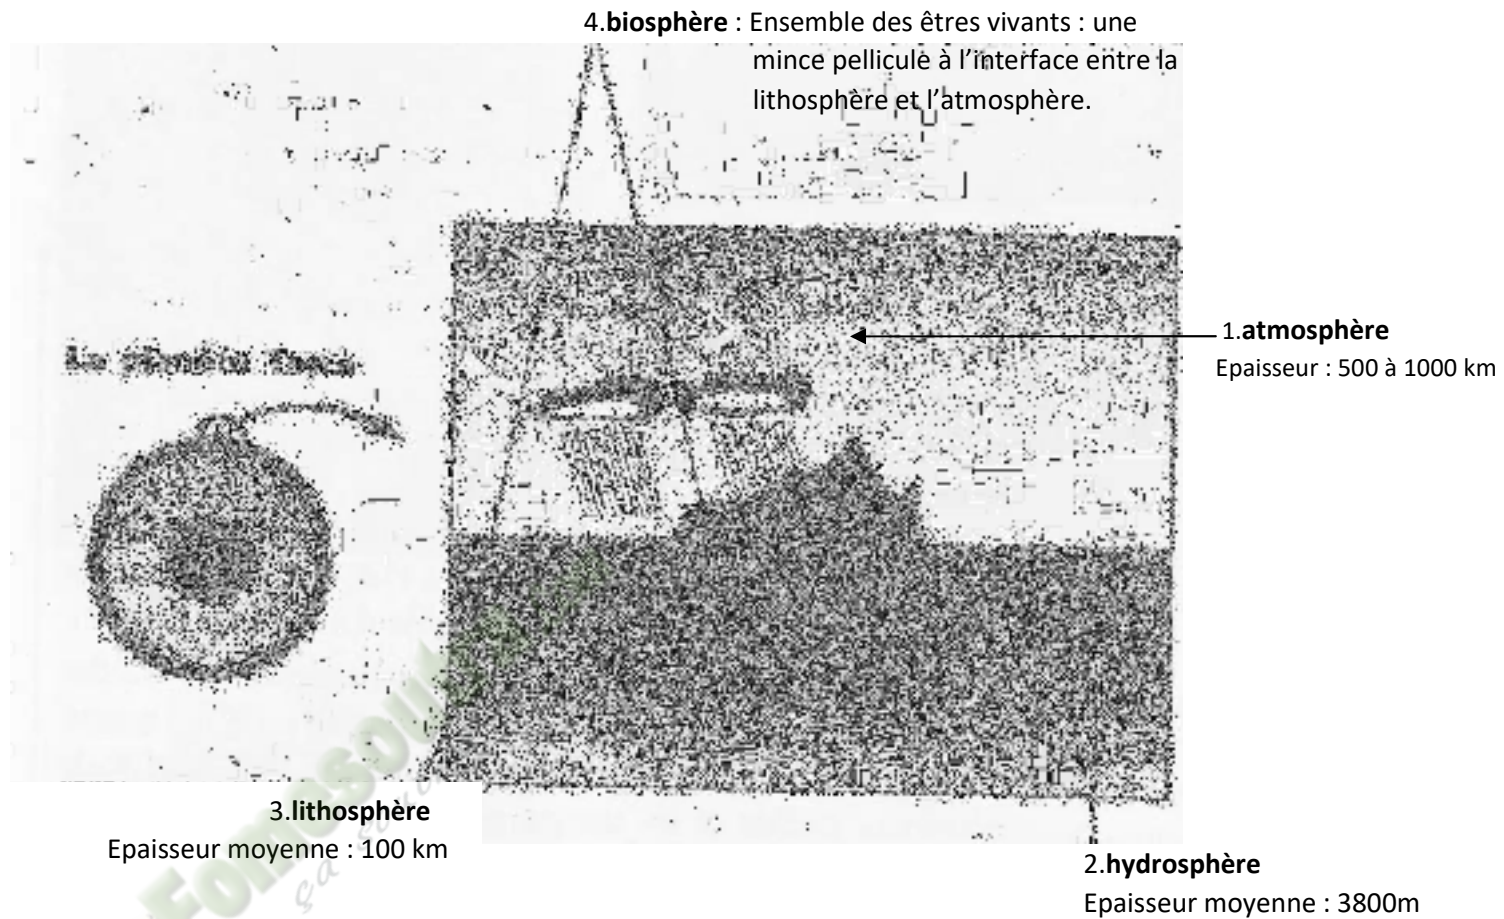 4.biosphère : Ensemble des êtres vivants : une
mince pellicule à l'interface entre la
lithosphère et l'atmosphère.
1.atmosphère
Epaisseur : 500 à 1000 km
3.lithosphère
Epaisseur moyenne : 100 km
2.hydrosphère
Epaisseur moyenne : 3800m